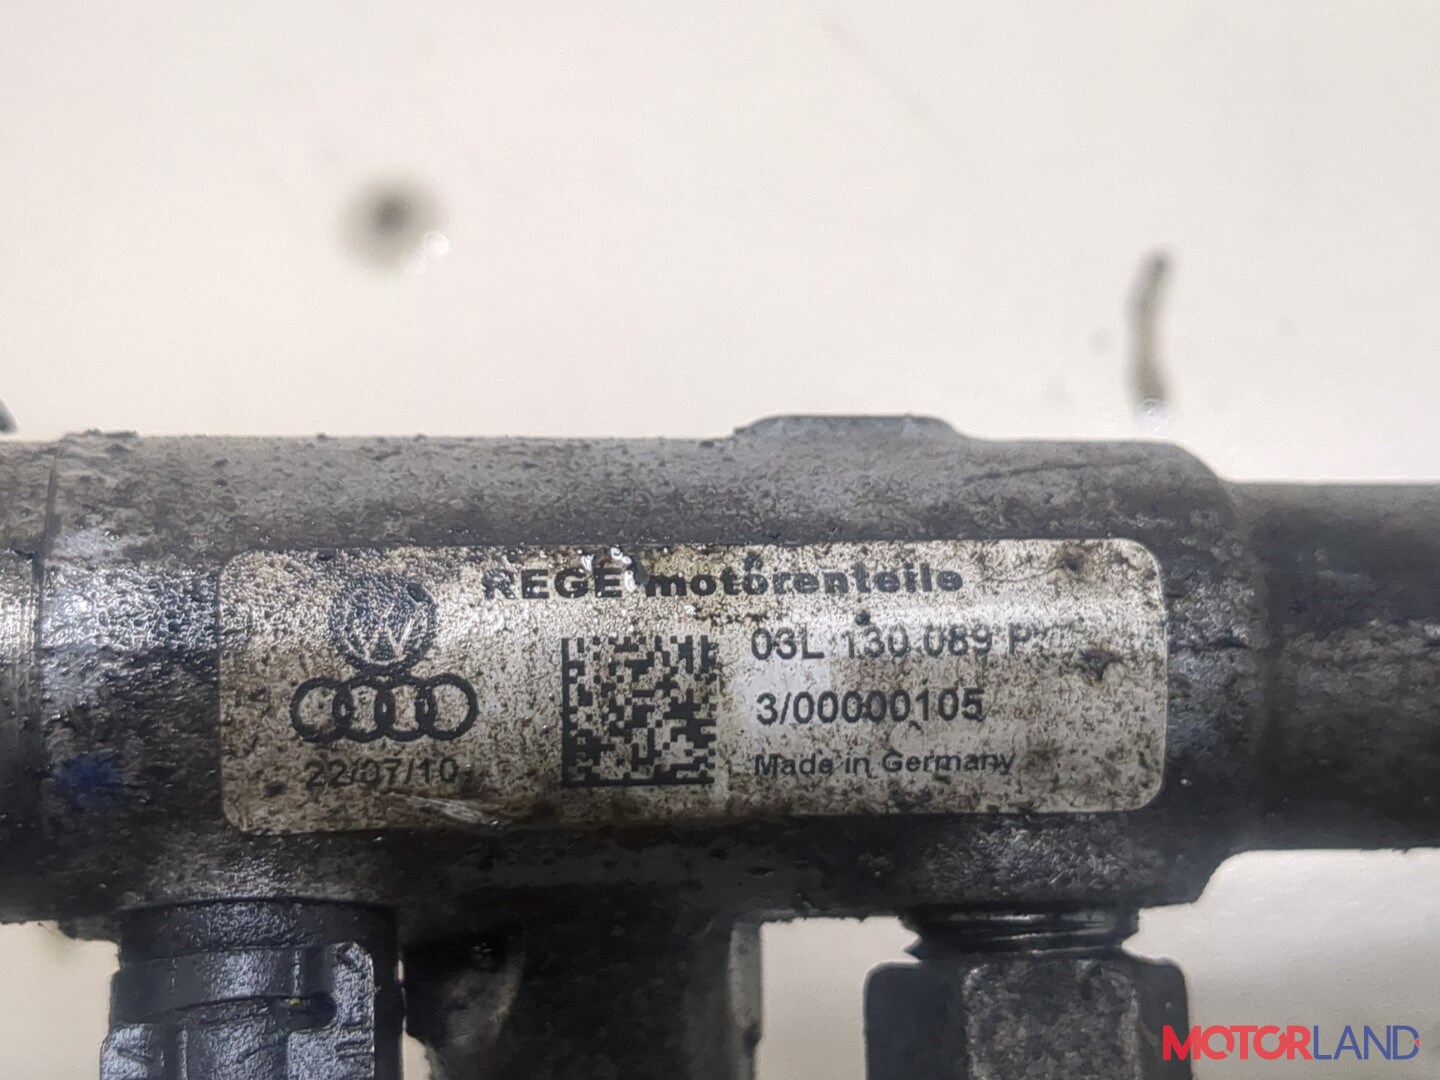 REGE motorenteile
03L 130 089 P
3/00000105
22/07/10
Made in Germany
MOTORLAND